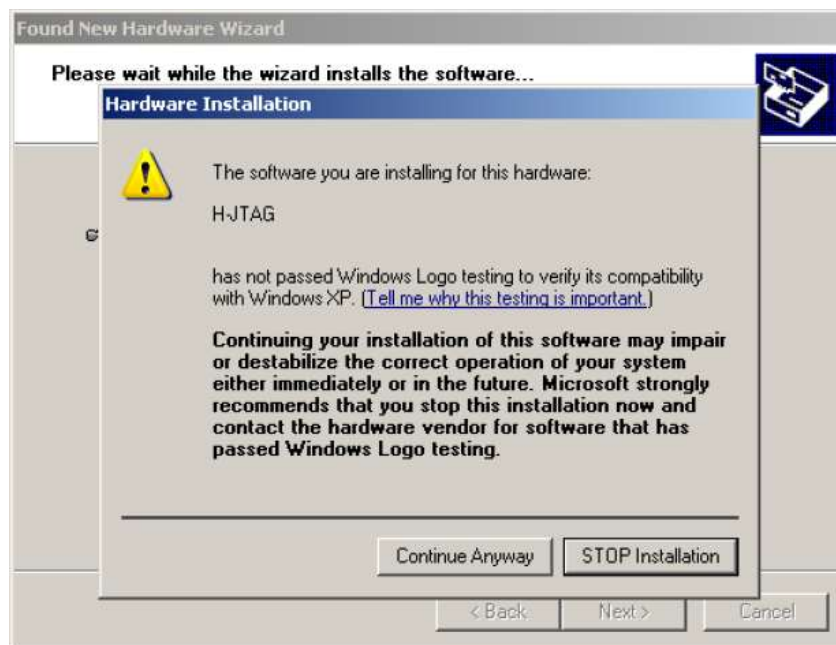 Found New Hardware Wizard
Please wait while the wizard installs the software...
Hardware Installation
The software you are installing for this hardware:
H-JTAG
has not passed Windows Logo testing to verify its compatibility
with Windows XP. (Tell me why this testing is important.)
Continuing your installation of this software may impair
or destabilize the correct operation of your system
either immediately or in the future. Microsoft strongly
recommends that you stop this installation now and
contact the hardware vendor for software that has
passed Windows Logo testing.
Continue Anyway
STOP Installation
< Back
Next >
Cancel